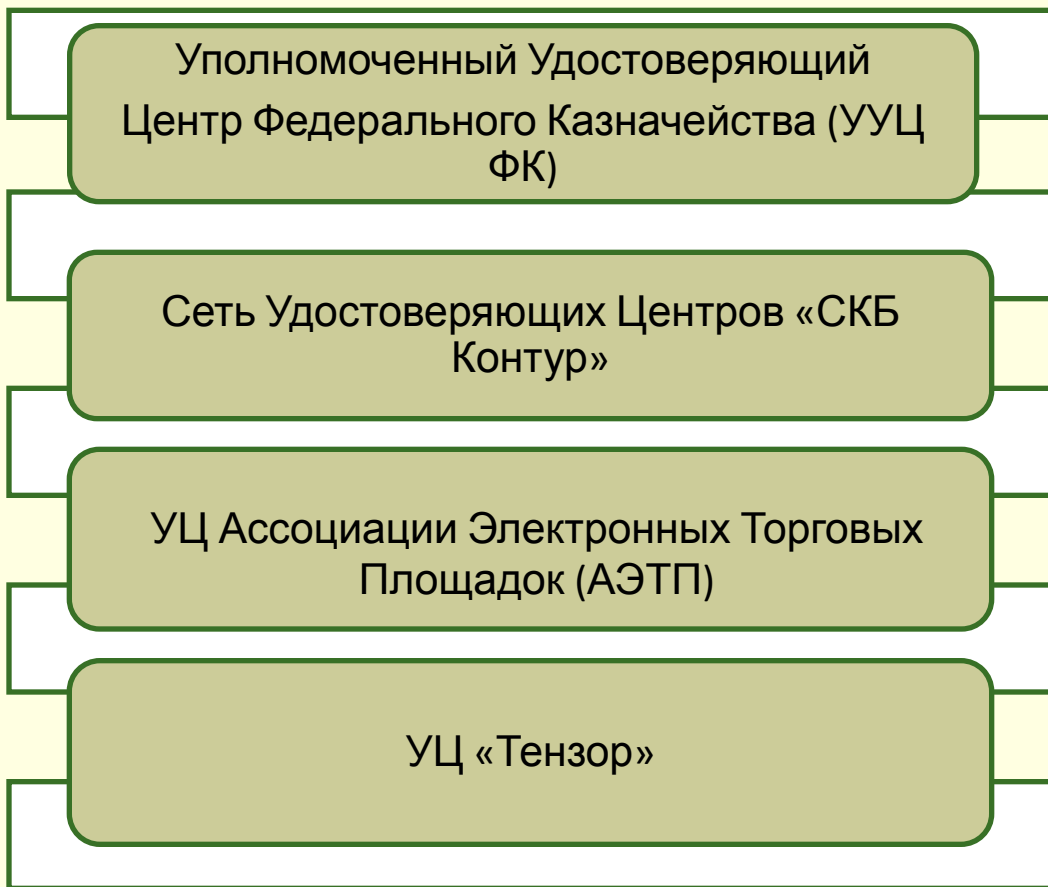 Уполномоченный Удостоверяющий
Центр Федерального Казначейства (УУЦ
ФК)
Сеть Удостоверяющих Центров «СКБ
Контур»
УЦ Ассоциации Электронных Торговых
Площадок (АЭТП)
УЦ «Тензор»